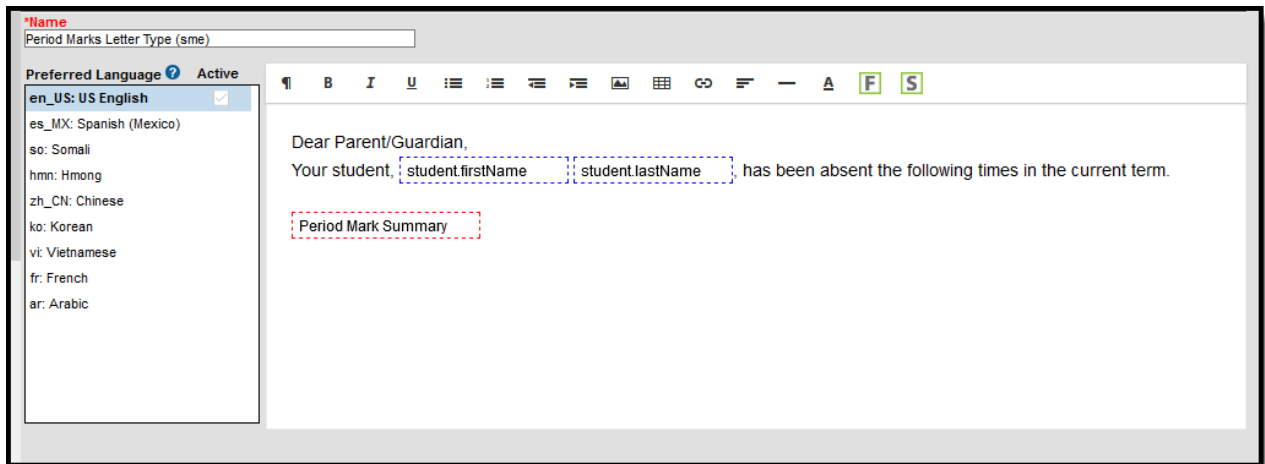 *Name
Period Marks Letter Type (sme)
Preferred Language ? Active
en_US: US English
es_MX: Spanish (Mexico)
so: Somali
hmn: Hmong
zh_CN: Chinese
ko: Korean
vi: Vietnamese
fr: French
ar: Arabic
¶ B I U A F S
Dear Parent/Guardian,
Your student, student.firstName student.lastName , has been absent the following times in the current term.
Period Mark Summary